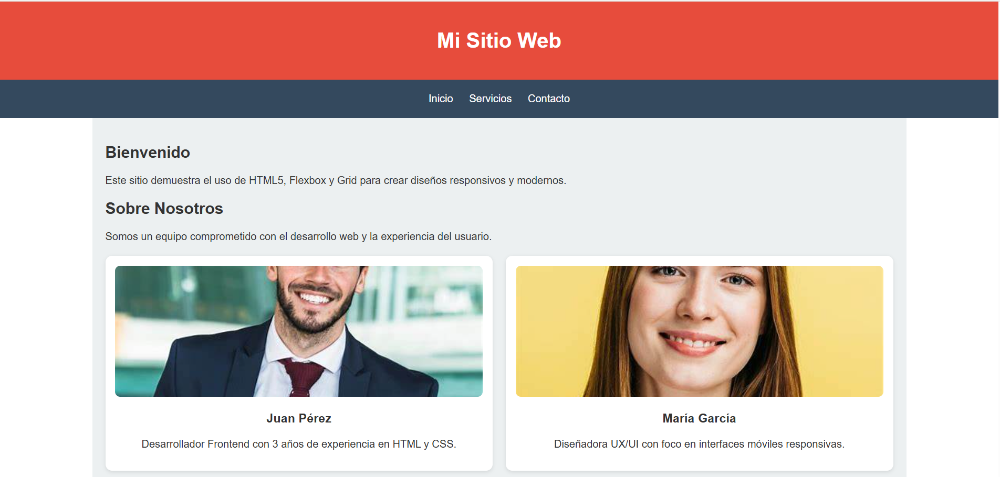 Mi Sitio Web
Inicio Servicios Contacto
Bienvenido
Este sitio demuestra el uso de HTML5, Flexbox y Grid para crear diseños responsivos y modernos.
Sobre Nosotros
Somos un equipo comprometido con el desarrollo web y la experiencia del usuario.
Juan Pérez
Desarrollador Frontend con 3 años de experiencia en HTML y CSS.
María García
Diseñadora UX/UI con foco en interfaces móviles responsivas.